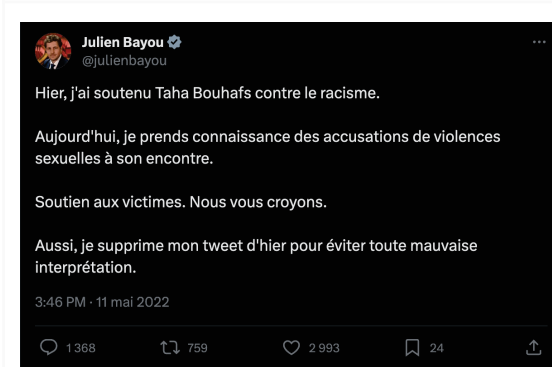 Julien Bayou
@julienbayou
Hier, j'ai soutenu Taha Bouhafs contre le racisme.
Aujourd'hui, je prends connaissance des accusations de violences
sexuelles à son encontre.
Soutien aux victimes. Nous vous croyons.
Aussi, je supprime mon tweet d'hier pour éviter toute mauvaise
interprétation.
3:46 PM · 11 mai 2022
1 368 759 2 993 24